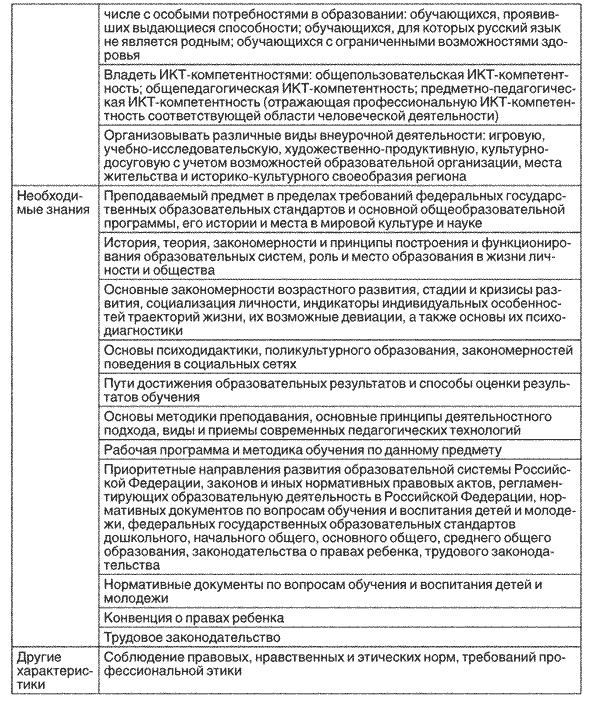 числе с особыми потребностями в образовании: обучающихся, проявив-
ших выдающиеся способности; обучающихся, для которых русский язык
не является родным; обучающихся с ограниченными возможностями здо-
ровья
Владеть ИКТ-компетентностями: общепользовательская ИКТ-компетент-
ность; общепедагогическая ИКТ-компетентность; предметно-педагогичес-
кая ИКТ-компетентность (отражающая профессиональную ИКТ-компетен-
тность соответствующей области человеческой деятельности)
Организовывать различные виды внеурочной деятельности: игровую,
учебно-исследовательскую, художественно-продуктивную, культурно-
досуговую с учетом возможностей образовательной организации, места
жительства и историко-культурного своеобразия региона
Необходи-
мые знания
Преподаваемый предмет в пределах требований федеральных государс-
твенных образовательных стандартов и основной общеобразовательной
программы, его истории и места в мировой культуре и науке
История, теория, закономерности и принципы построения и функциониро-
вания образовательных систем, роль и место образования в жизни лич-
ности и общества
Основные закономерности возрастного развития, стадии и кризисы раз-
вития, социализация личности, индикаторы индивидуальных особеннос-
тей траекторий жизни, их возможные девиации, а также основы их психо-
диагностики
Основы психодидактики, поликультурного образования, закономерностей
поведения в социальных сетях
Пути достижения образовательных результатов и способы оценки резуль-
татов обучения
Основы методики преподавания, основные принципы деятельностного
подхода, виды и приемы современных педагогических технологий
Рабочая программа и методика обучения по данному предмету
Приоритетные направления развития образовательной системы Российс-
кой Федерации, законов и иных нормативных правовых актов, регламен-
тирующих образовательную деятельность в Российской Федерации, нор-
мативных документов по вопросам обучения и воспитания детей и молоде-
жи, федеральных государственных образовательных стандартов
дошкольного, начального общего, основного общего, среднего общего
образования, законодательства о правах ребенка, трудового законода-
тельства
Нормативные документы по вопросам обучения и воспитания детей и
молодежи
Конвенция о правах ребенка
Трудовое законодательство
Другие
характерис-
тики
Соблюдение правовых, нравственных и этических норм, требований про-
фессиональной этики